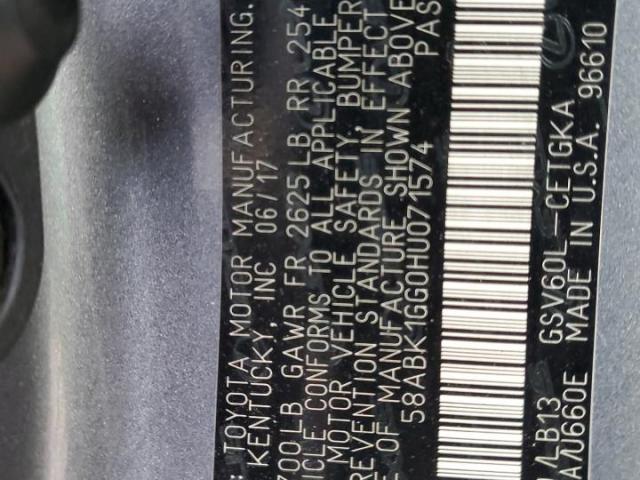 : TOYOTA MOTOR MANUFACTURING,
KENTUCKY, INC 06/17
700LB GAWR FR 2625LB RR 254
ICLE CONFORMS TO ALL APPLICABLE
MOTOR VEHICLE SAFETY, BUMPER
REVENTION STANDARDS IN EFFECT
E OF MANUFACTURE SHOWN ABOVE
58ABK1GG0HU071574 PAS
/LB13 GSV60L-CETGKA
A/U660E MADE IN U.S.A. 96610